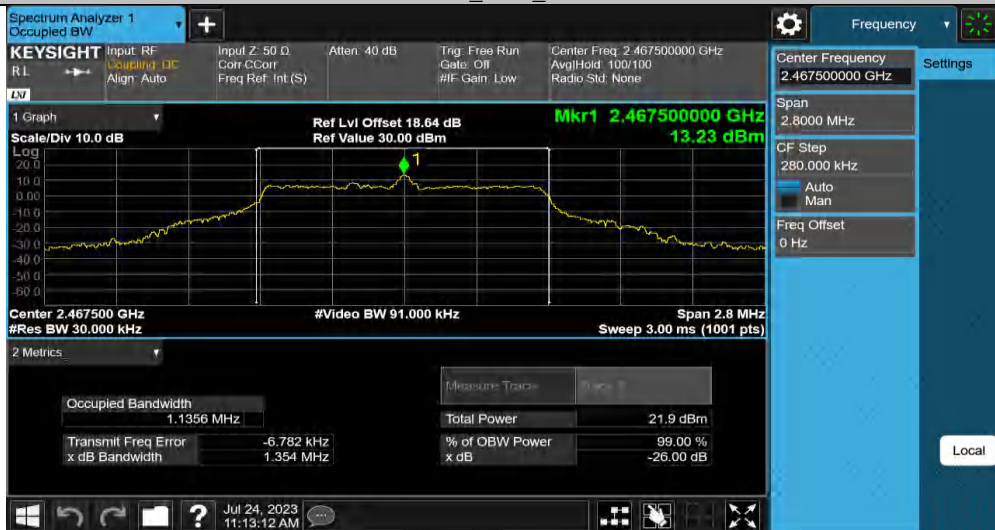 Spectrum Analyzer 1
Occupied BW
Frequency
KEYSIGHT
RL
LXI
Input: RF
Coupling: DC
Align: Auto
Input Z: 50 Ω
Corr CCorr
Freq Ref: Int (S)
Atten: 40 dB
Trig: Free Run
Gate: Off
#IF Gain: Low
Center Freq: 2.467500000 GHz
Avg|Hold: 100/100
Radio Std: None
Center Frequency
2.467500000 GHz
Settings
Span
2.8000 MHz
CF Step
280.000 kHz
Auto
Man
Freq Offset
0 Hz
1 Graph
Scale/Div 10.0 dB
Ref Lvl Offset 18.64 dB
Ref Value 30.00 dBm
Mkr1 2.467500000 GHz
13.23 dBm
Log
20.0
10.0
0.00
-10.0
-20.0
-30.0
-40.0
-50.0
-60.0
1
Center 2.467500 GHz
#Res BW 30.000 kHz
#Video BW 91.000 kHz
Span 2.8 MHz
Sweep 3.00 ms (1001 pts)
2 Metrics
Measure Trace
Trace 1
Occupied Bandwidth
1.1356 MHz
Total Power
21.9 dBm
Transmit Freq Error
-6.782 kHz
% of OBW Power
99.00 %
x dB Bandwidth
1.354 MHz
x dB
-26.00 dB
Local
?
Jul 24, 2023
11:13:12 AM